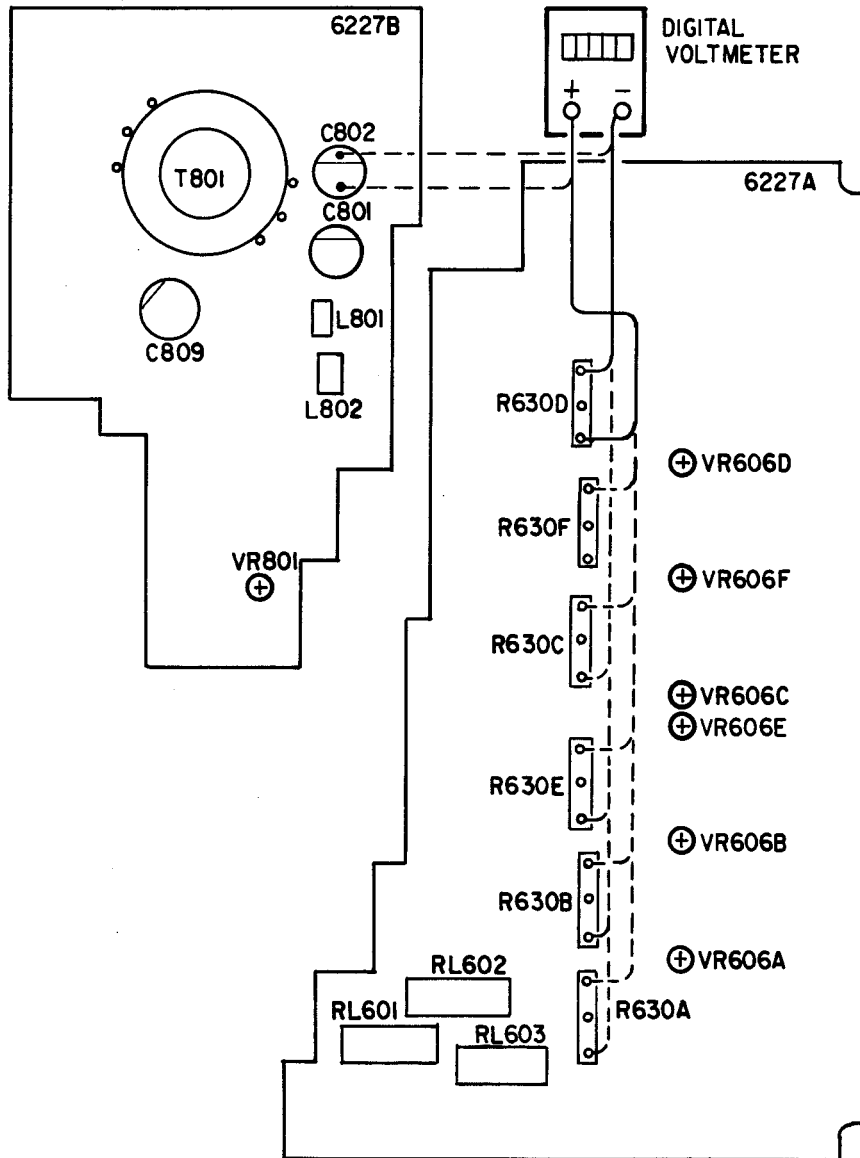 6227B
DIGITAL
VOLTMETER
+ −
C802
T801
6227A
C801
L801
C809
L802
R630D
VR606D
R630F
VR801
VR606F
R630C
VR606C
VR606E
R630E
VR606B
R630B
VR606A
RL602
RL601
R630A
RL603